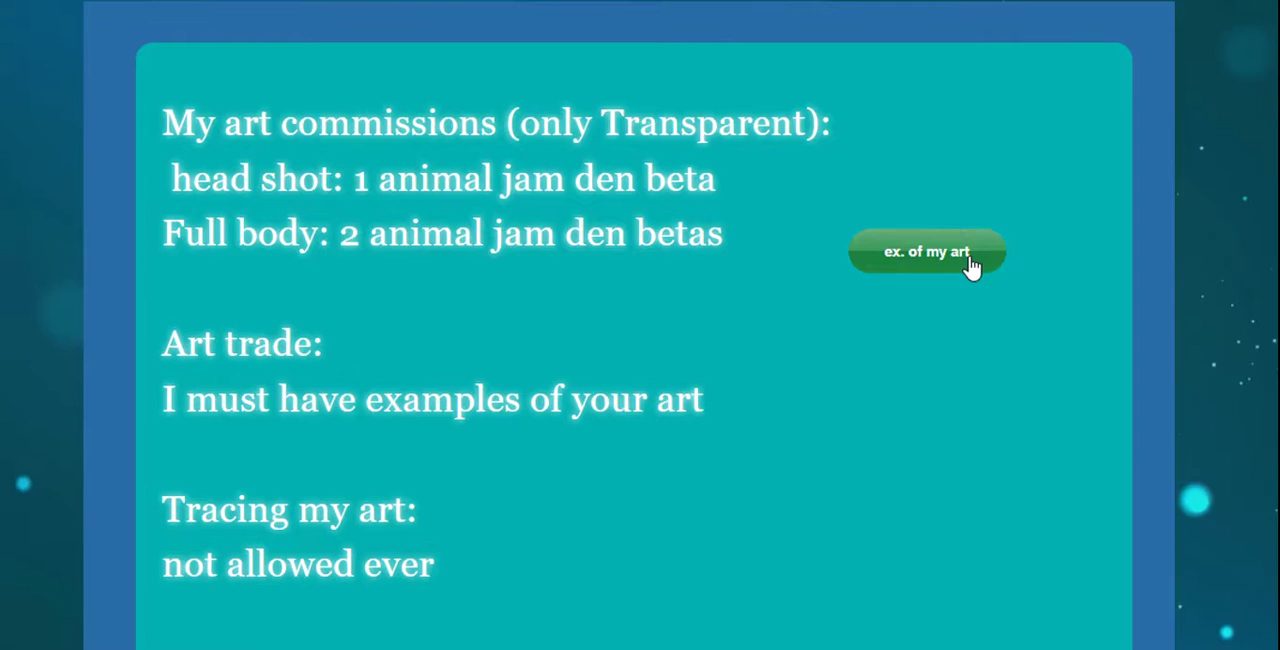 My art commissions (only Transparent):
head shot: 1 animal jam den beta
Full body: 2 animal jam den betas
ex. of my art
Art trade:
I must have examples of your art
Tracing my art:
not allowed ever